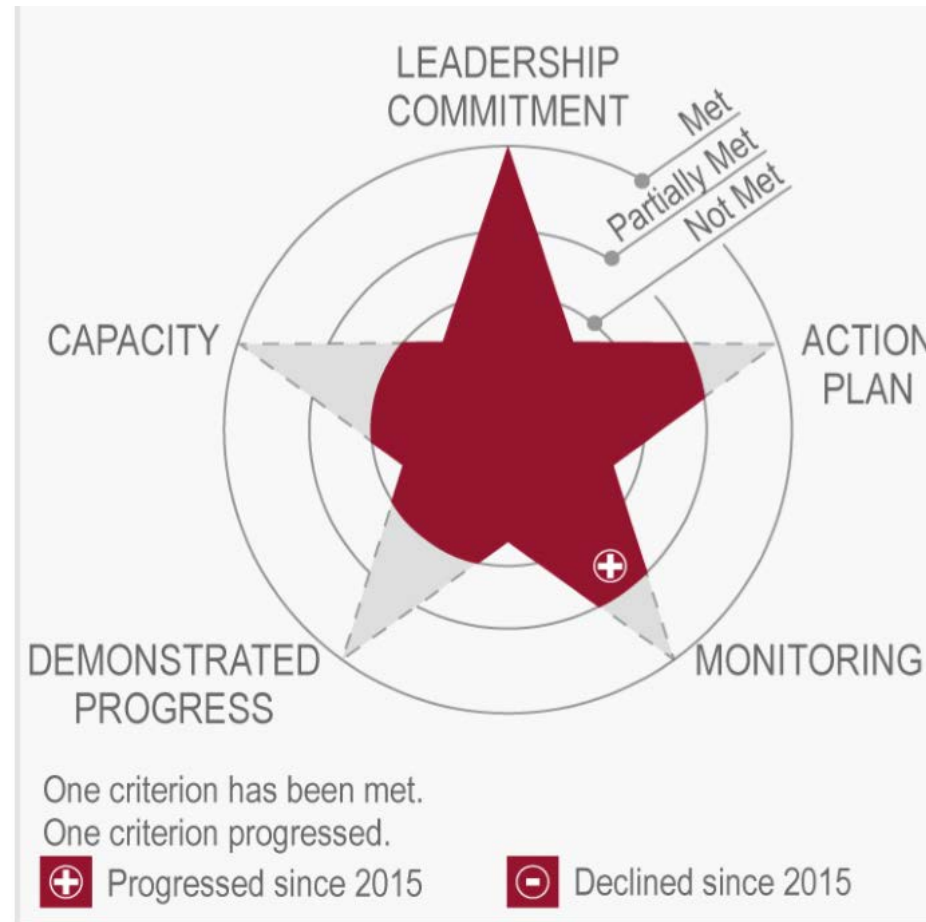 LEADERSHIP
COMMITMENT
Met
Partially Met
Not Met
CAPACITY
ACTION
PLAN
DEMONSTRATED
PROGRESS
MONITORING
One criterion has been met.
One criterion progressed.
Progressed since 2015
Declined since 2015